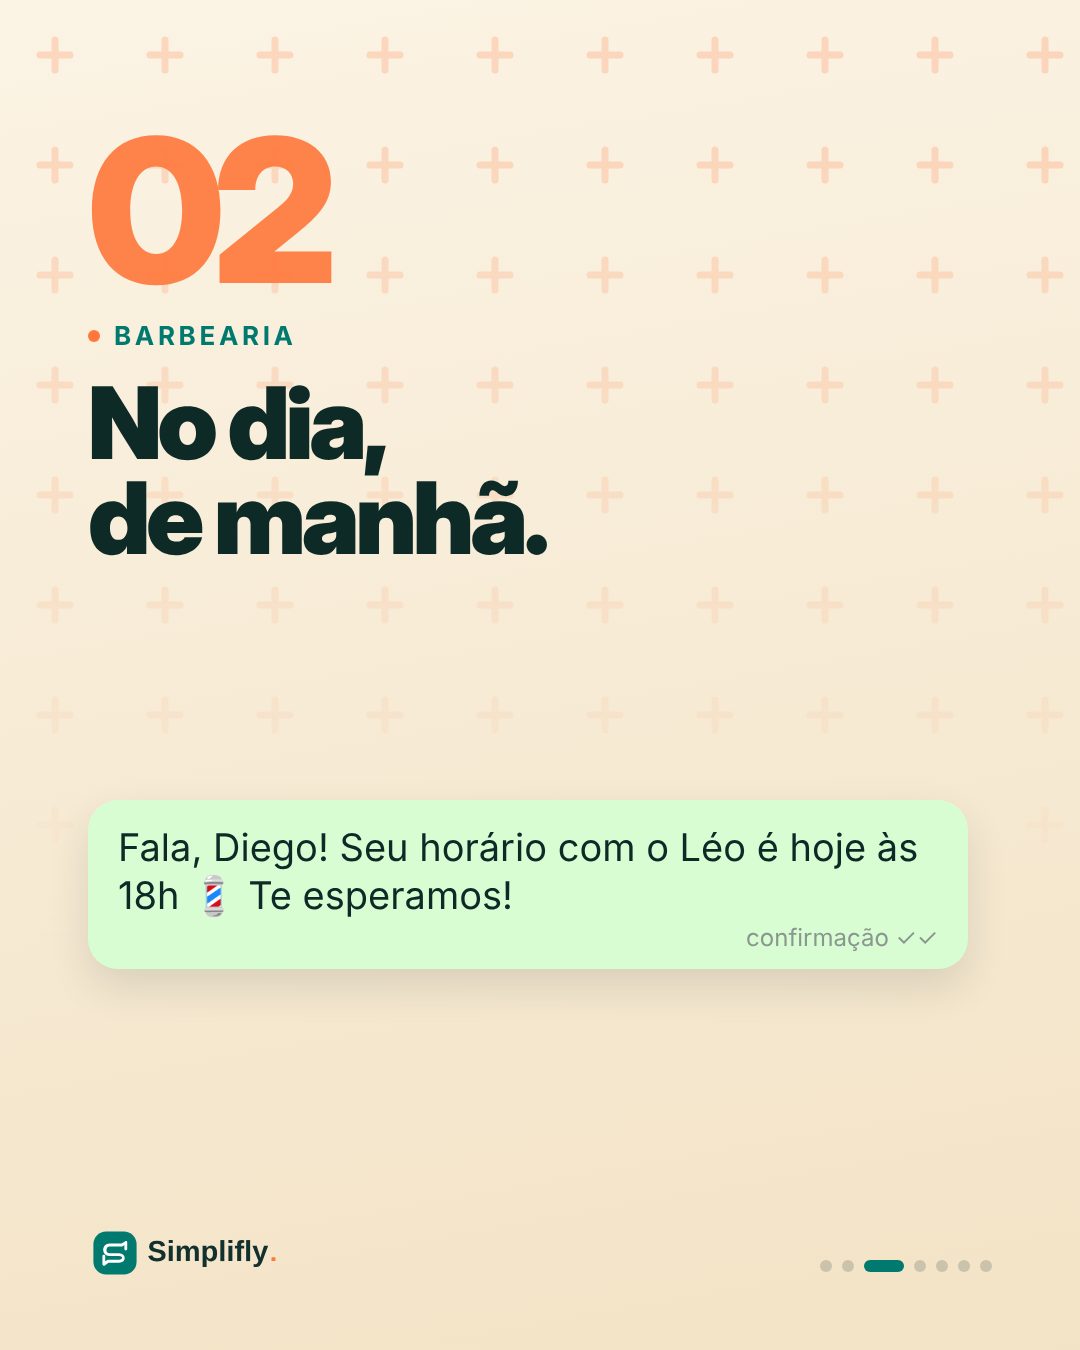 02
BARBEARIA
No dia,
de manhã.
Fala, Diego! Seu horário com o Léo é hoje às
18h 💈 Te esperamos!
confirmação ✓✓
Simplifly.